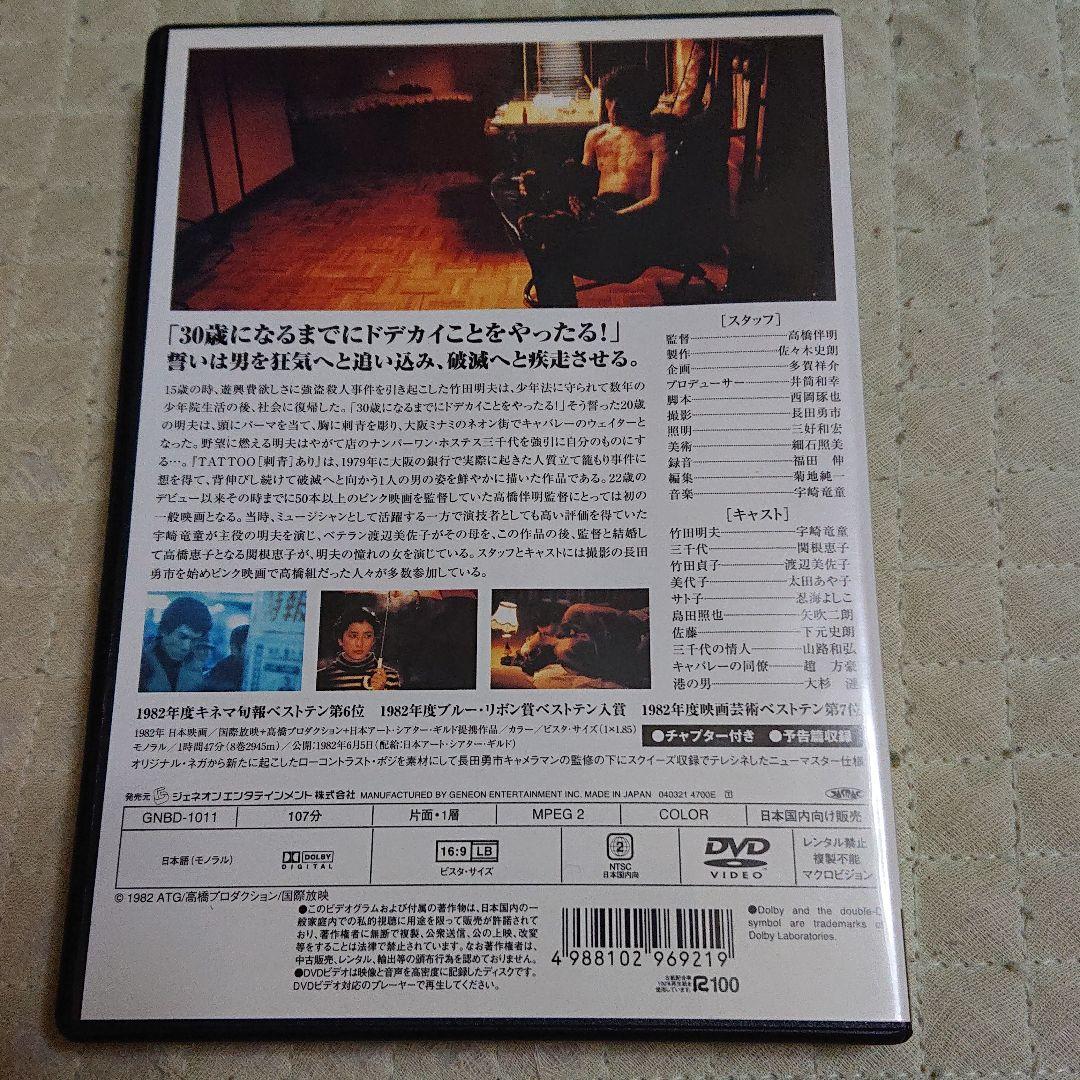 「30歳になるまでにドデカイことをやったる!」
誓いは男を狂気へと追い込み、破滅へと疾走させる。
15歳の時、遊興費欲しさに強盗殺人事件を引き起こした竹田明夫は、少年法に守られて数年の
少年院生活の後、社会に復帰した。「30歳になるまでにドデカイことをやったる!」そう誓った20歳
の明夫は、頭にパーマを当て、胸に刺青を彫り、大阪ミナミのネオン街でキャバレーのウェイターと
なった。野望に燃える明夫はやがて店のナンバーワン・ホステス三千代を強引に自分のものにす
る…。『TATTOO[刺青]あり』は、1979年に大阪の銀行で実際に起きた人質立て籠もり事件に
想を得て、背伸びし続けて破滅へと向かう1人の男の姿を鮮やかに描いた作品である。22歳の
デビュー以来その時までに50本以上のピンク映画を監督していた高橋伴明監督にとっては初の
一般映画となる。当時、ミュージシャンとして活躍する一方で演技者としても高い評価を得ていた
宇崎竜童が主役の明夫を演じ、ベテラン渡辺美佐子がその母を、この作品の後、監督と結婚し
て高橋恵子となる関根恵子が、明夫の憧れの女を演じている。スタッフとキャストには撮影の長田
勇市を始めピンク映画で高橋組だった人々が多数参加している。
[スタッフ]
監督 高橋伴明
製作 佐々木史朗
企画 多賀祥介
プロデューサー 井筒和幸
脚本 西岡琢也
撮影 長田勇市
照明 三好和宏
美術 細石照美
録音 福田 伸
編集 菊地純一
音楽 宇崎竜童
[キャスト]
竹田明夫 宇崎竜童
三千代 関根恵子
竹田貞子 渡辺美佐子
美代子 太田あや子
サト子 忍海よしこ
島田照也 矢吹二朗
佐藤 下元史朗
三千代の情人 山路和弘
キャバレーの同僚 趙 方豪
港の男 大杉 漣
1982年度キネマ旬報ベストテン第6位 1982年度ブルー・リボン賞ベストテン入賞 1982年度映画芸術ベストテン第7位
1982年 日本映画/国際放映+高橋プロダクション+日本アート・シアター・ギルド提携作品/カラー/ビスタ・サイズ(1×1.85)
モノラル/1時間47分(8巻2945m)/公開:1982年6月5日(配給:日本アート・シアター・ギルド)
●チャプター付き ●予告篇収録
オリジナル・ネガから新たに起こしたローコントラスト・ポジを素材にして長田勇市キャメラマンの監修の下にスクイーズ収録でテレシネしたニューマスター仕様
発売元 ジェネオン エンタテインメント 株式会社 MANUFACTURED BY GENEON ENTERTAINMENT INC. MADE IN JAPAN 040321 4700E
GNBD-1011 107分 片面・1層 MPEG 2 COLOR 日本国内向け販売
日本語(モノラル) DOLBY DIGITAL
16:9 LB
ビスタ・サイズ
2
NTSC
日本国内向
DVD
VIDEO
レンタル禁止
複製不能
マクロビジョン
© 1982 ATG/高橋プロダクション/国際放映
●このビデオグラムおよび付属の著作物は、日本国内の一
般家庭内での私的視聴に用途を限って販売が許諾されて
おり、著作権者に無断で複製、公衆送信、公の上映、改変
等をすることは法律で禁止されています。なお著作権者は、
中古販売、レンタル、輸出等の頒布行為を認めておりません。
●DVDビデオは映像と音声を高密度に記録したディスクです。
DVDビデオ対応のプレーヤーで再生してください。
4 988102 969219
古紙配合率
100%再生紙を
使用しています。
R100
●Dolby and the double-D
symbol are trademarks of
Dolby Laboratories.